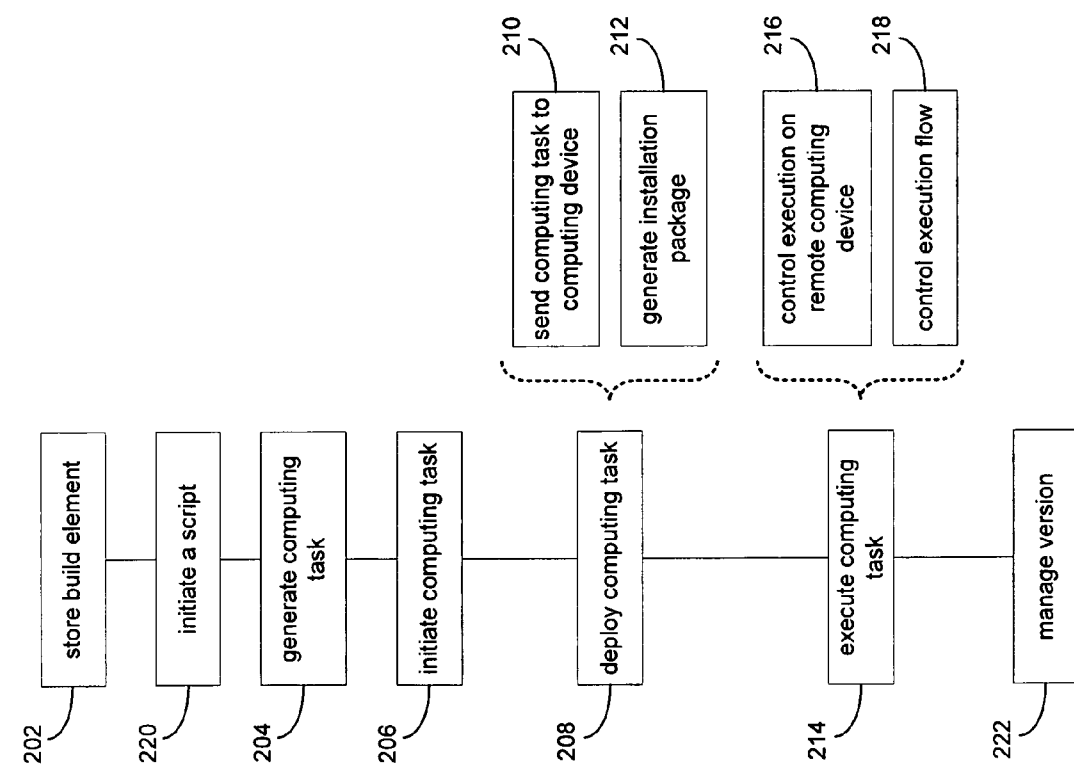 202
store build element
220
initiate a script
204
generate computing
task
206
initiate computing task
208
deploy computing task
210
send computing task to
computing device
212
generate installation
package
214
execute computing
task
216
control execution on
remote computing
device
218
control execution flow
222
manage version